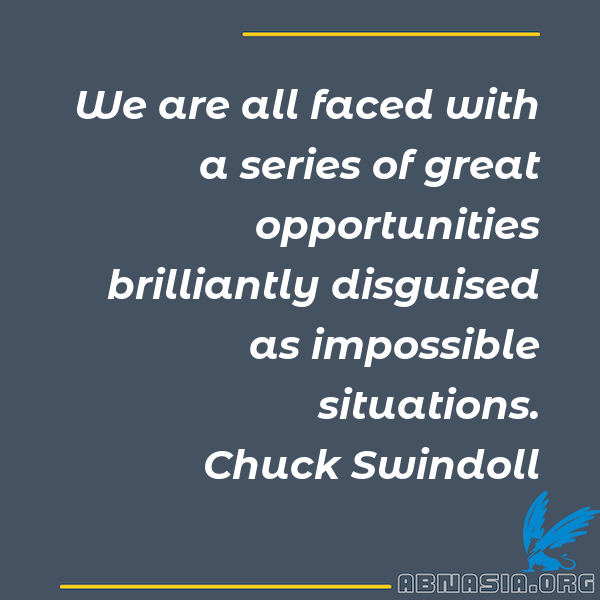 We are all faced with
a series of great
opportunities
brilliantly disguised
as impossible
situations.
Chuck Swindoll
ABNASIA.ORG